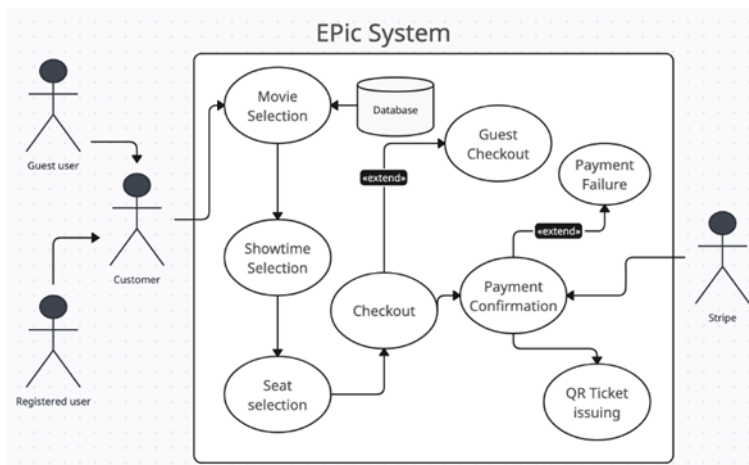 EPic System
Movie
Selection
Database
Guest
Checkout
Guest user
«extend»
Payment
Failure
Customer
Showtime
Selection
«extend»
Checkout
Payment
Confirmation
Stripe
Registered user
Seat
selection
QR Ticket
issuing